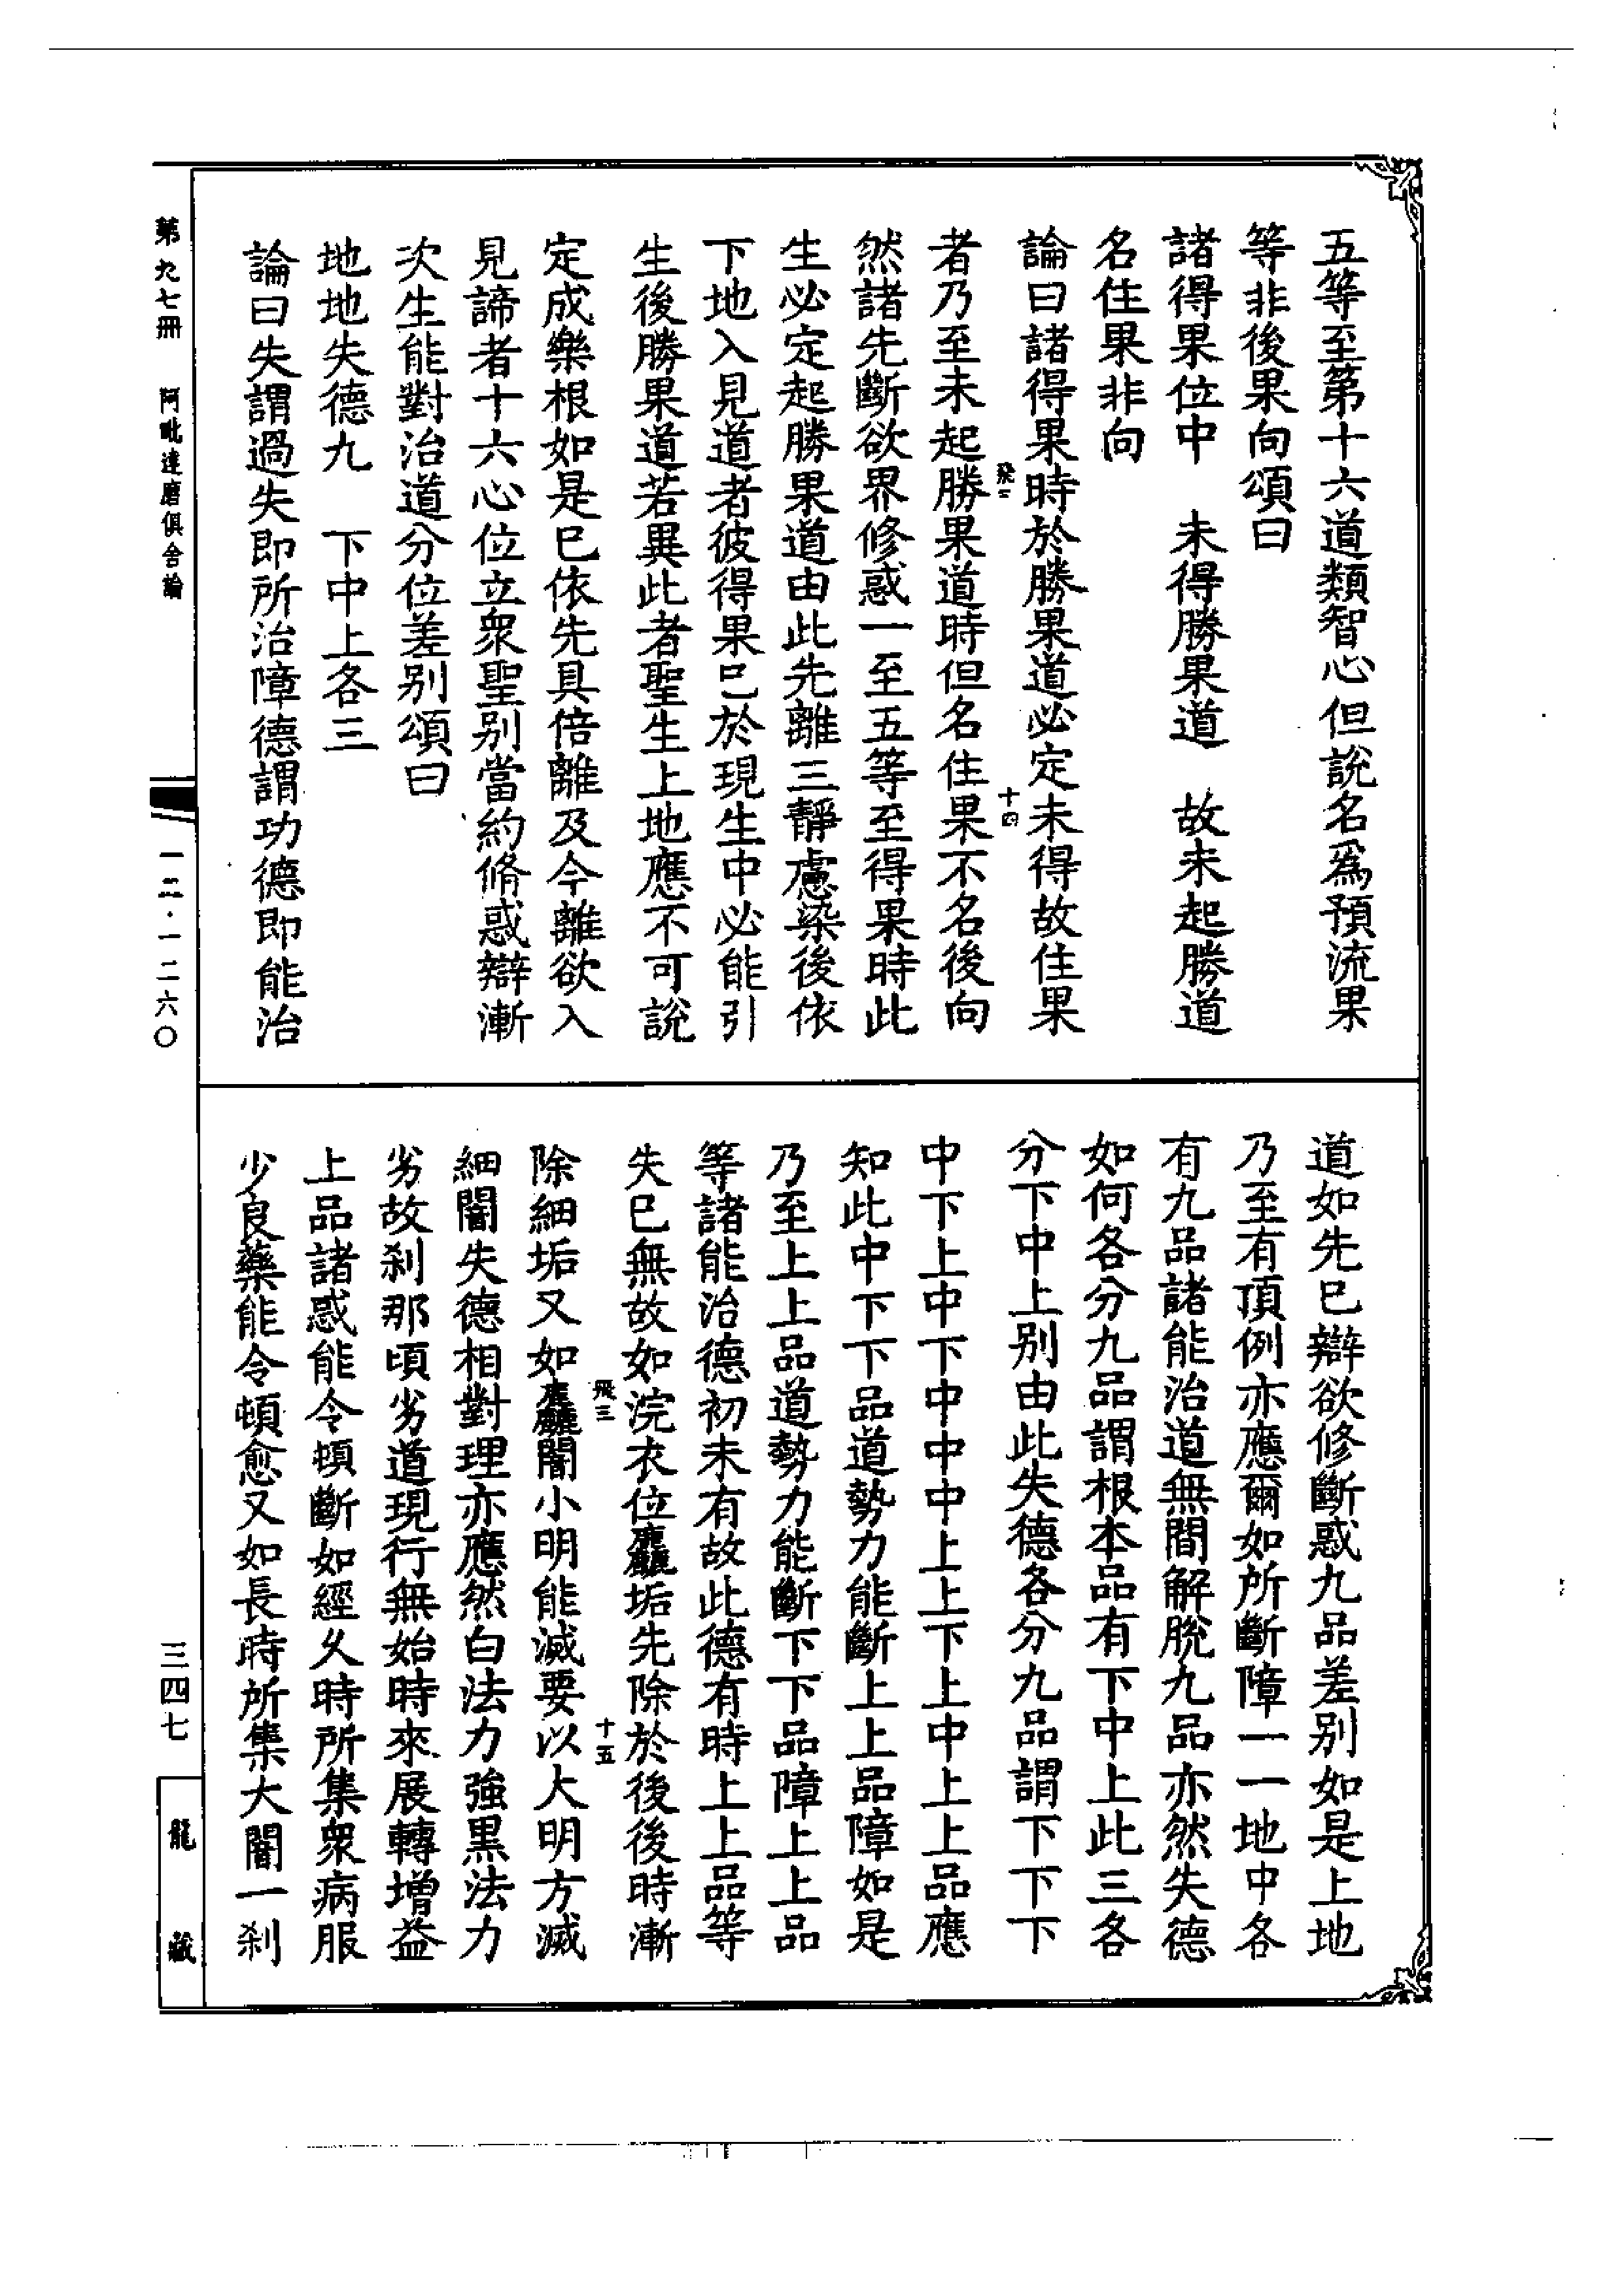 五等至第十六道類智心但說名爲預流果
等非後果向頌曰
諸得果位中　未得勝果道　故未起勝道
名住果非向
論曰諸得果時於勝果道必定未得故住果
者乃至未起勝果道時但名住果不名後向
然諸先斷欲界修惑一至五等至得果時此
生必定起勝果道由此先離三靜慮染後依
下地入見道者彼得果已於現生中必能引
生後勝果道若異此者聖生上地應不可說
定成樂根如是已依先具倍離及今離欲入
見諦者十六心位立衆聖別當約脩惑辯漸
次生能對治道分位差別頌曰
地地失德九　下中上各三
論曰失謂過失即所治障德謂功德即能治
道如先已辯欲修斷惑九品差別如是上地
乃至有頂例亦應爾如所斷障一一地中各
有九品諸能治道無間解脫九品亦然失德
如何各分九品謂根本品有下中上此三各
分下中上別由此失德各分九品謂下下下
中下上中下中中中上上下上中上上品應
知此中下下品道勢力能斷上上品障如是
乃至上上品道勢力能斷下下品障上上品
等諸能治德初未有故此德有時上上品等
失已無故如浣衣位麤垢先除於後後時漸
除細垢又如麤闇小明能滅要以大明方滅
細闇失德相對理亦應然白法力強黑法力
劣故剎那頃劣道現行無始時來展轉增益
上品諸惑能令頓斷如經久時所集衆病服
少良藥能令頓愈又如長時所集大闇一剎
飛三
十四
飛三
十五
第九七冊　阿毗達磨俱舍論
一二·一二六〇
三四七
龍藏